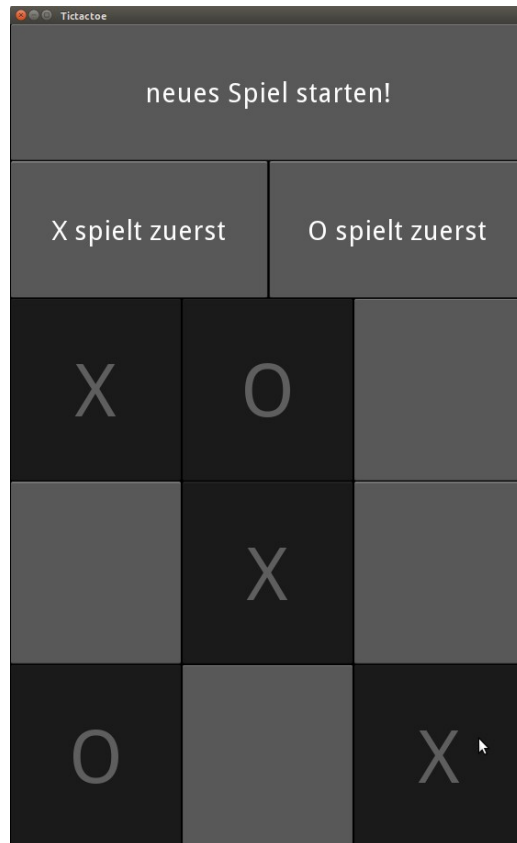 Tictactoe
neues Spiel starten!
X spielt zuerst
O spielt zuerst
X O
X
O X